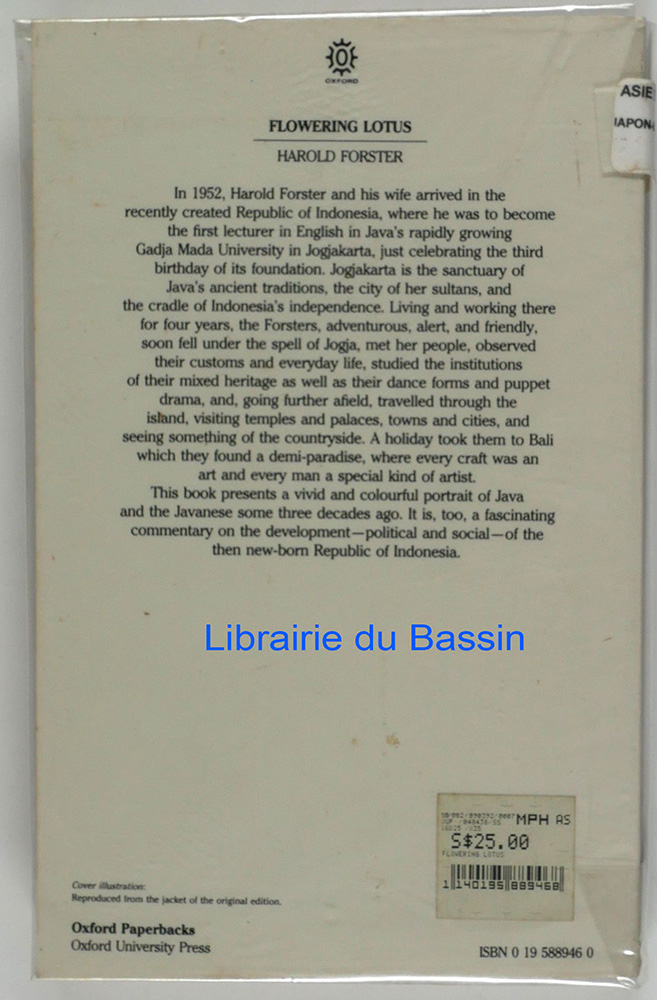 OXFORD
ASIE
JAPON
FLOWERING LOTUS
HAROLD FORSTER
In 1952, Harold Forster and his wife arrived in the
recently created Republic of Indonesia, where he was to become
the first lecturer in English in Java's rapidly growing
Gadja Mada University in Jogjakarta, just celebrating the third
birthday of its foundation. Jogjakarta is the sanctuary of
Java's ancient traditions, the city of her sultans, and
the cradle of Indonesia's independence. Living and working there
for four years, the Forsters, adventurous, alert, and friendly,
soon fell under the spell of Jogja, met her people, observed
their customs and everyday life, studied the institutions
of their mixed heritage as well as their dance forms and puppet
drama, and, going further afield, travelled through the
island, visiting temples and palaces, towns and cities, and
seeing something of the countryside. A holiday took them to Bali
which they found a demi-paradise, where every craft was an
art and every man a special kind of artist.
This book presents a vivid and colourful portrait of Java
and the Javanese some three decades ago. It is, too, a fascinating
commentary on the development—political and social—of the
then new-born Republic of Indonesia.
Librairie du Bassin
MPH AS
S$25.00
FLOWERING LOTUS
1 140195 889468
Cover illustration:
Reproduced from the jacket of the original edition.
Oxford Paperbacks
Oxford University Press
ISBN 0 19 588946 0